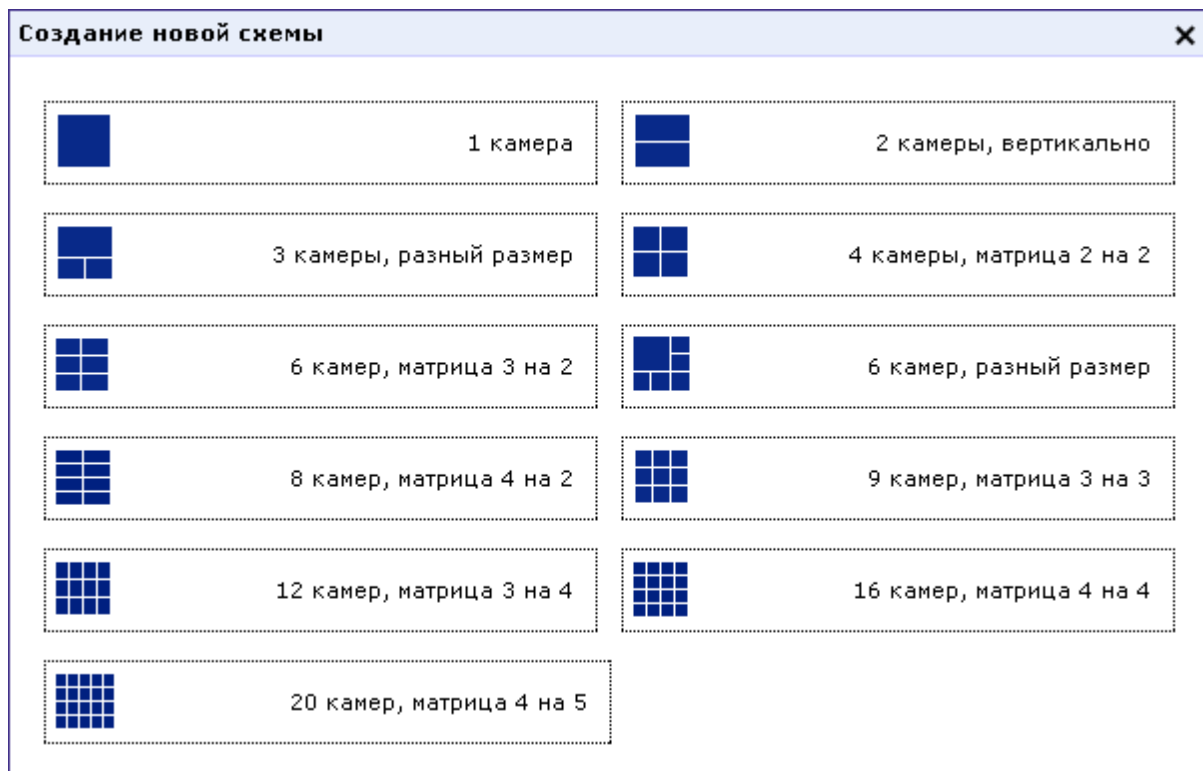 Создание новой схемы
1 камера
2 камеры, вертикально
3 камеры, разный размер
4 камеры, матрица 2 на 2
6 камер, матрица 3 на 2
6 камер, разный размер
8 камер, матрица 4 на 2
9 камер, матрица 3 на 3
12 камер, матрица 3 на 4
16 камер, матрица 4 на 4
20 камер, матрица 4 на 5